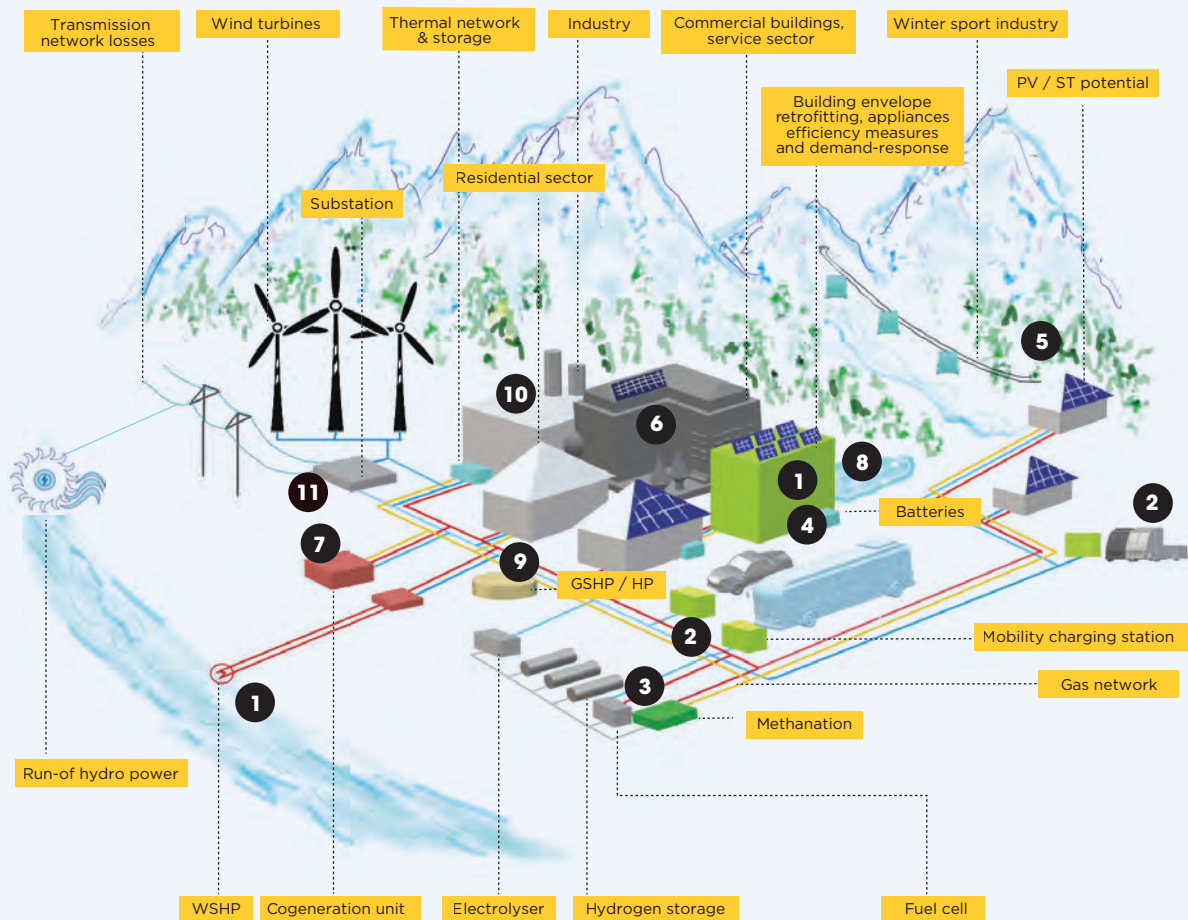 Transmission
network losses
Wind turbines
Thermal network
& storage
Industry
Commercial buildings,
service sector
Winter sport industry
PV / ST potential
Building envelope
retrofitting, appliances
efficiency measures
and demand-response
Residential sector
Substation
5
10
6
8
1
11
Batteries
2
4
7
9
GSHP / HP
2
Mobility charging station
3
Gas network
1
Methanation
Run-of hydro power
WSHP
Cogeneration unit
Electrolyser
Hydrogen storage
Fuel cell